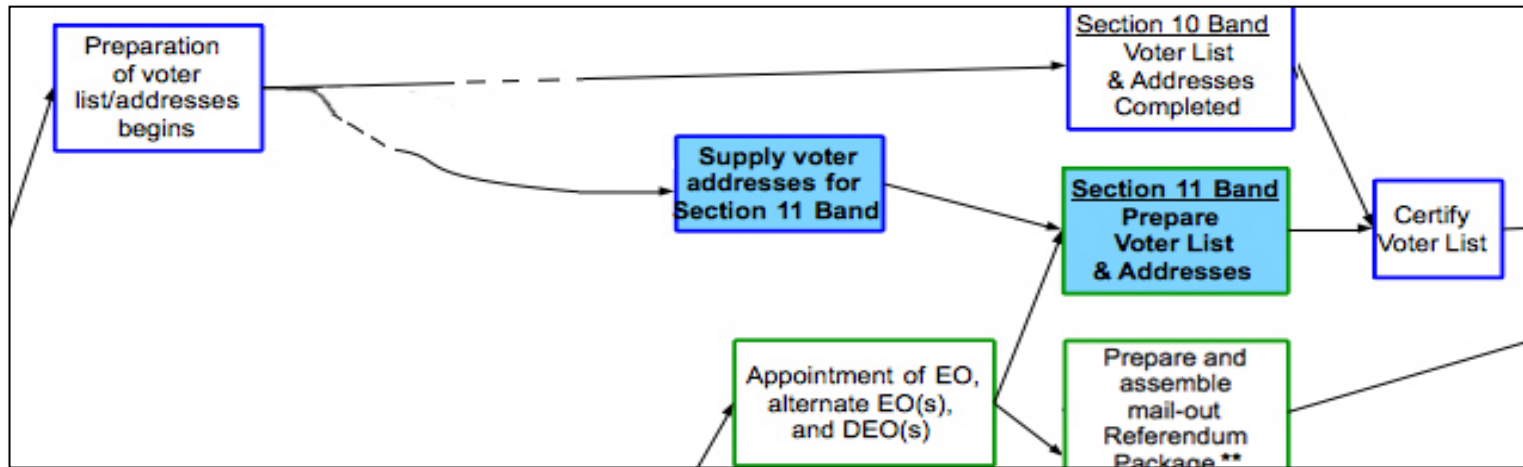 Preparation
of voter
list/addresses
begins
Section 10 Band
Voter List
& Addresses
Completed
Supply voter
addresses for
Section 11 Band
Section 11 Band
Prepare
Voter List
& Addresses
Certify
Voter List
Appointment of EO,
alternate EO(s),
and DEO(s)
Prepare and
assemble
mail-out
Referendum
Package **